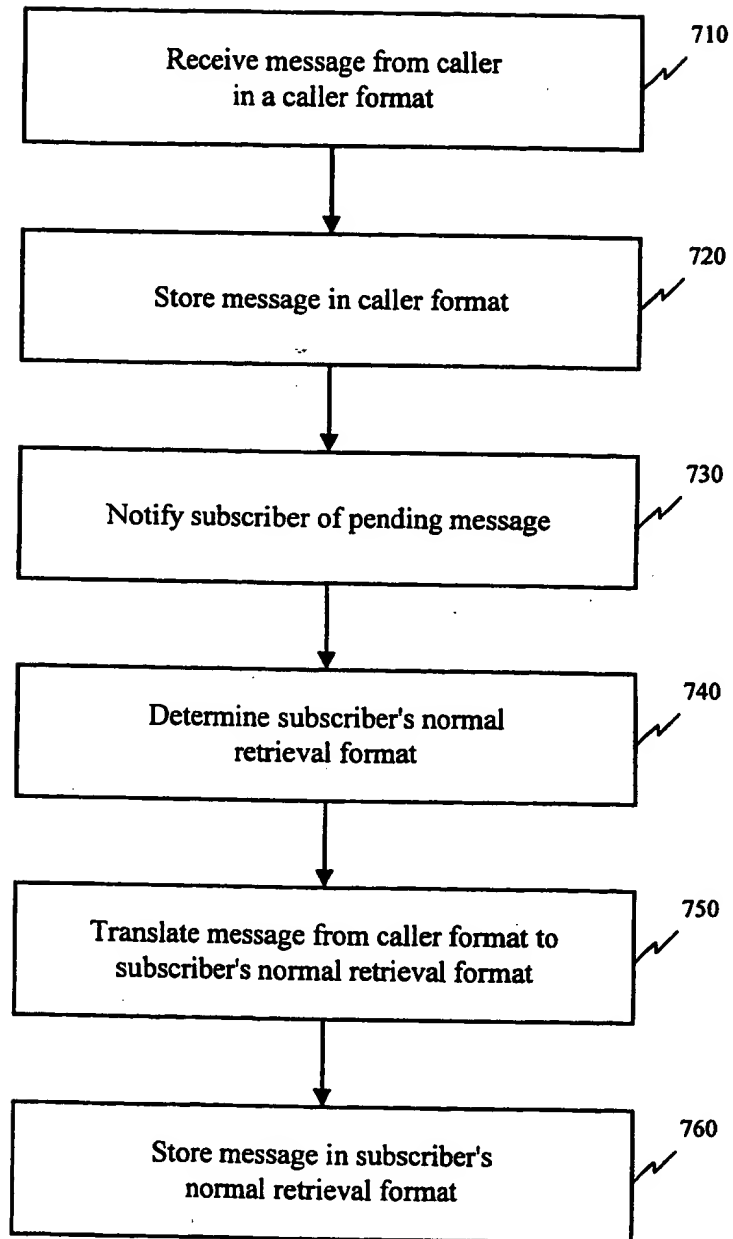 710
Receive message from caller
in a caller format
720
Store message in caller format
730
Notify subscriber of pending message
740
Determine subscriber's normal
retrieval format
750
Translate message from caller format to
subscriber's normal retrieval format
760
Store message in subscriber's
normal retrieval format